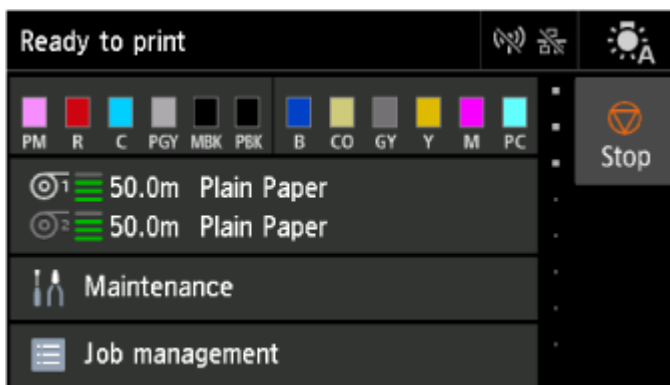 Ready to print
A
PM R C PGY MBK PBK B CO GY Y M PC
Stop
1 50.0m Plain Paper
2 50.0m Plain Paper
Maintenance
Job management